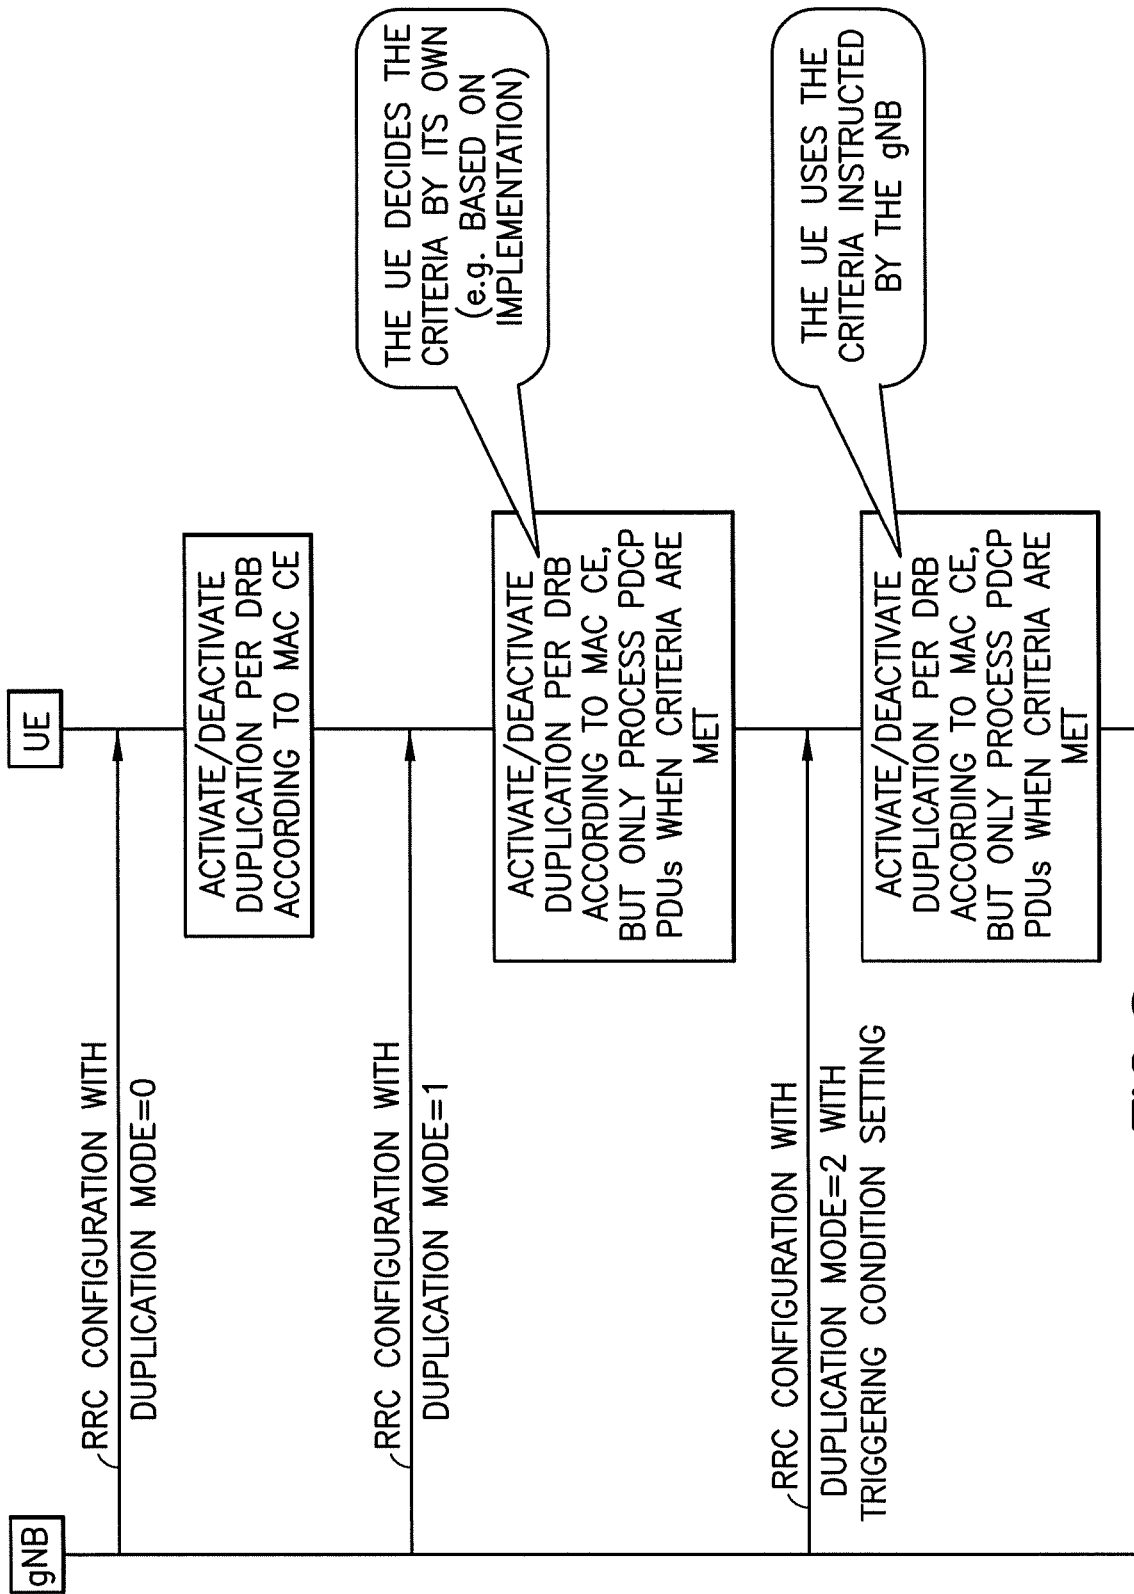 gNB
UE
RRC CONFIGURATION WITH
DUPLICATION MODE=0
ACTIVATE/DEACTIVATE
DUPLICATION PER DRB
ACCORDING TO MAC CE
RRC CONFIGURATION WITH
DUPLICATION MODE=1
ACTIVATE/DEACTIVATE
DUPLICATION PER DRB
ACCORDING TO MAC CE,
BUT ONLY PROCESS PDCP
PDUs WHEN CRITERIA ARE
MET
THE UE DECIDES THE
CRITERIA BY ITS OWN
(e.g. BASED ON
IMPLEMENTATION)
RRC CONFIGURATION WITH
DUPLICATION MODE=2 WITH
TRIGGERING CONDITION SETTING
ACTIVATE/DEACTIVATE
DUPLICATION PER DRB
ACCORDING TO MAC CE,
BUT ONLY PROCESS PDCP
PDUs WHEN CRITERIA ARE
MET
THE UE USES THE
CRITERIA INSTRUCTED
BY THE gNB